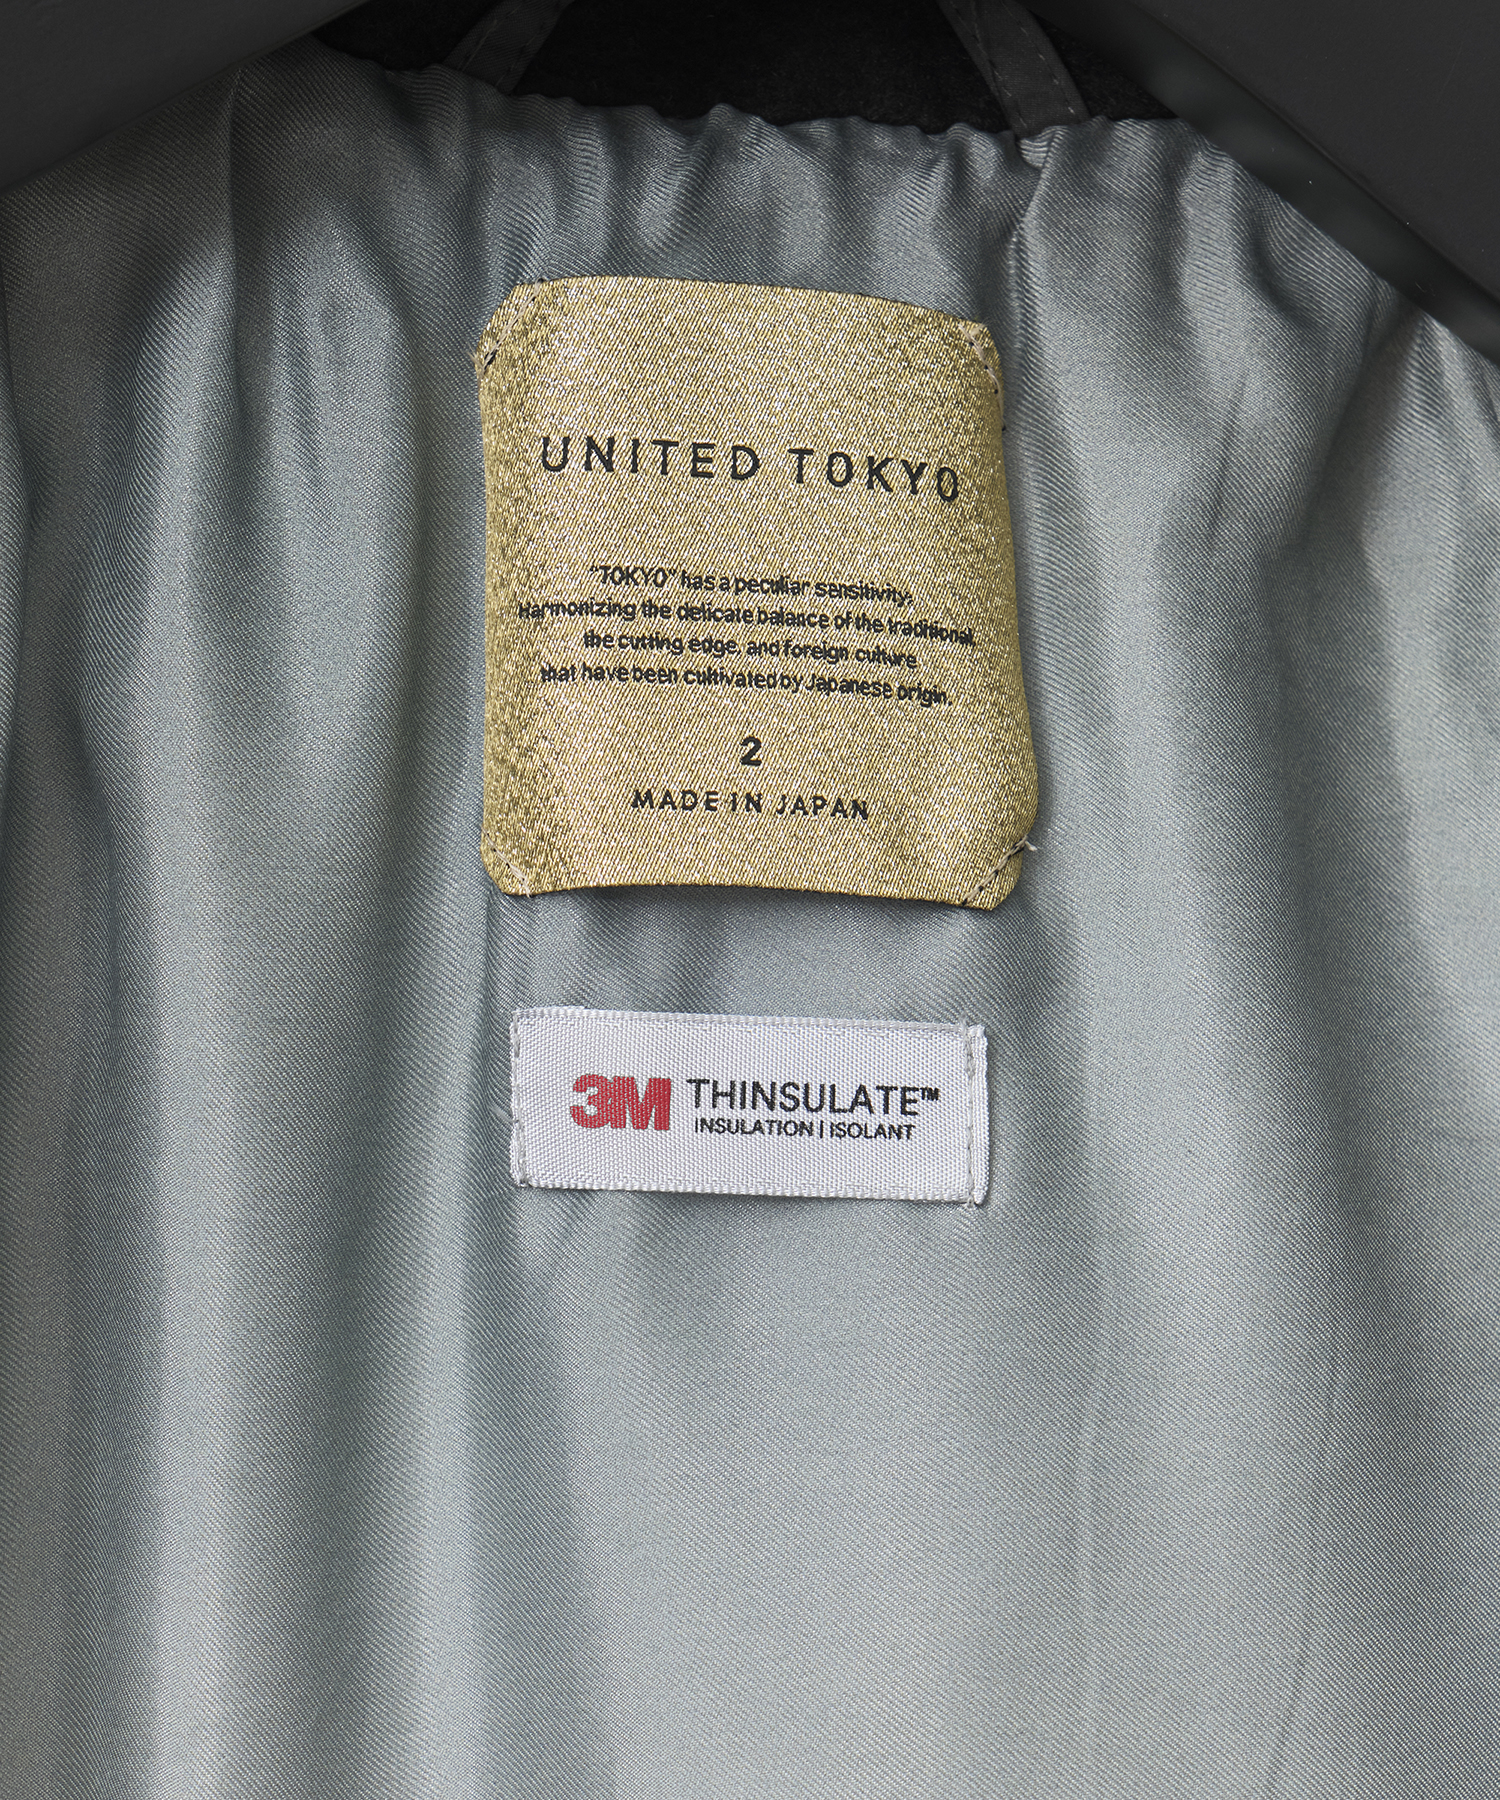 UNITED TOKYO
"TOKYO" has a peculiar sensitivity,
Harmonizing the delicate balance of the traditional,
the cutting edge, and foreign culture
that have been cultivated by Japanese origin.
2
MADE IN JAPAN
3M THINSULATE™
INSULATION | ISOLANT